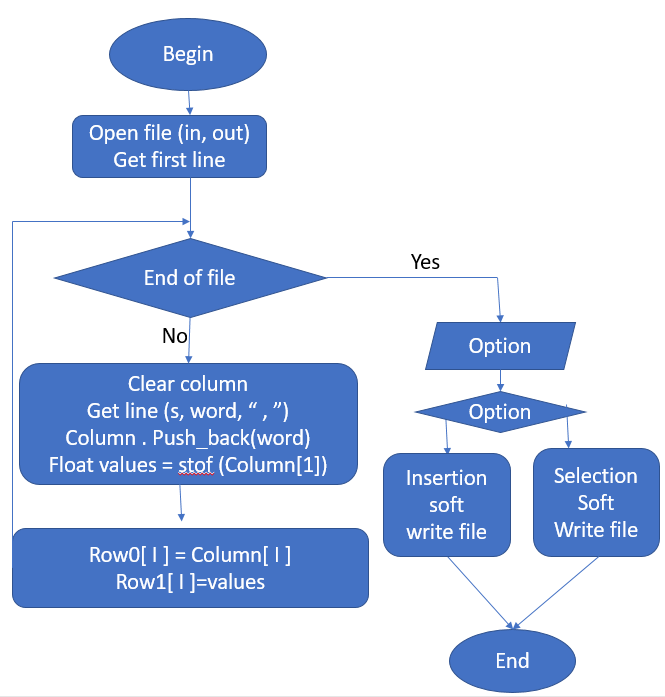 Begin
Open file (in, out)
Get first line
End of file
Yes
No
Option
Clear column
Get line (s, word, “ , ”)
Column . Push_back(word)
Float values = stof (Column[1])
Option
Insertion
soft
write file
Selection
Soft
Write file
Row0[ I ] = Column[ I ]
Row1[ I ]=values
End